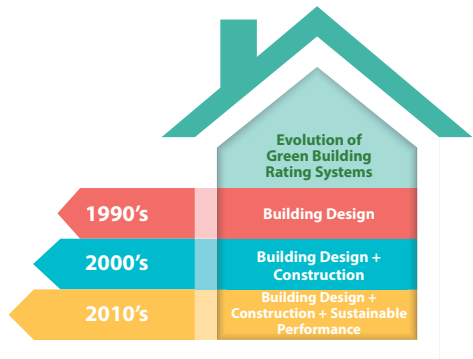 Evolution of
Green Building
Rating Systems
1990's
Building Design
2000's
Building Design +
Construction
2010's
Building Design +
Construction + Sustainable
Performance